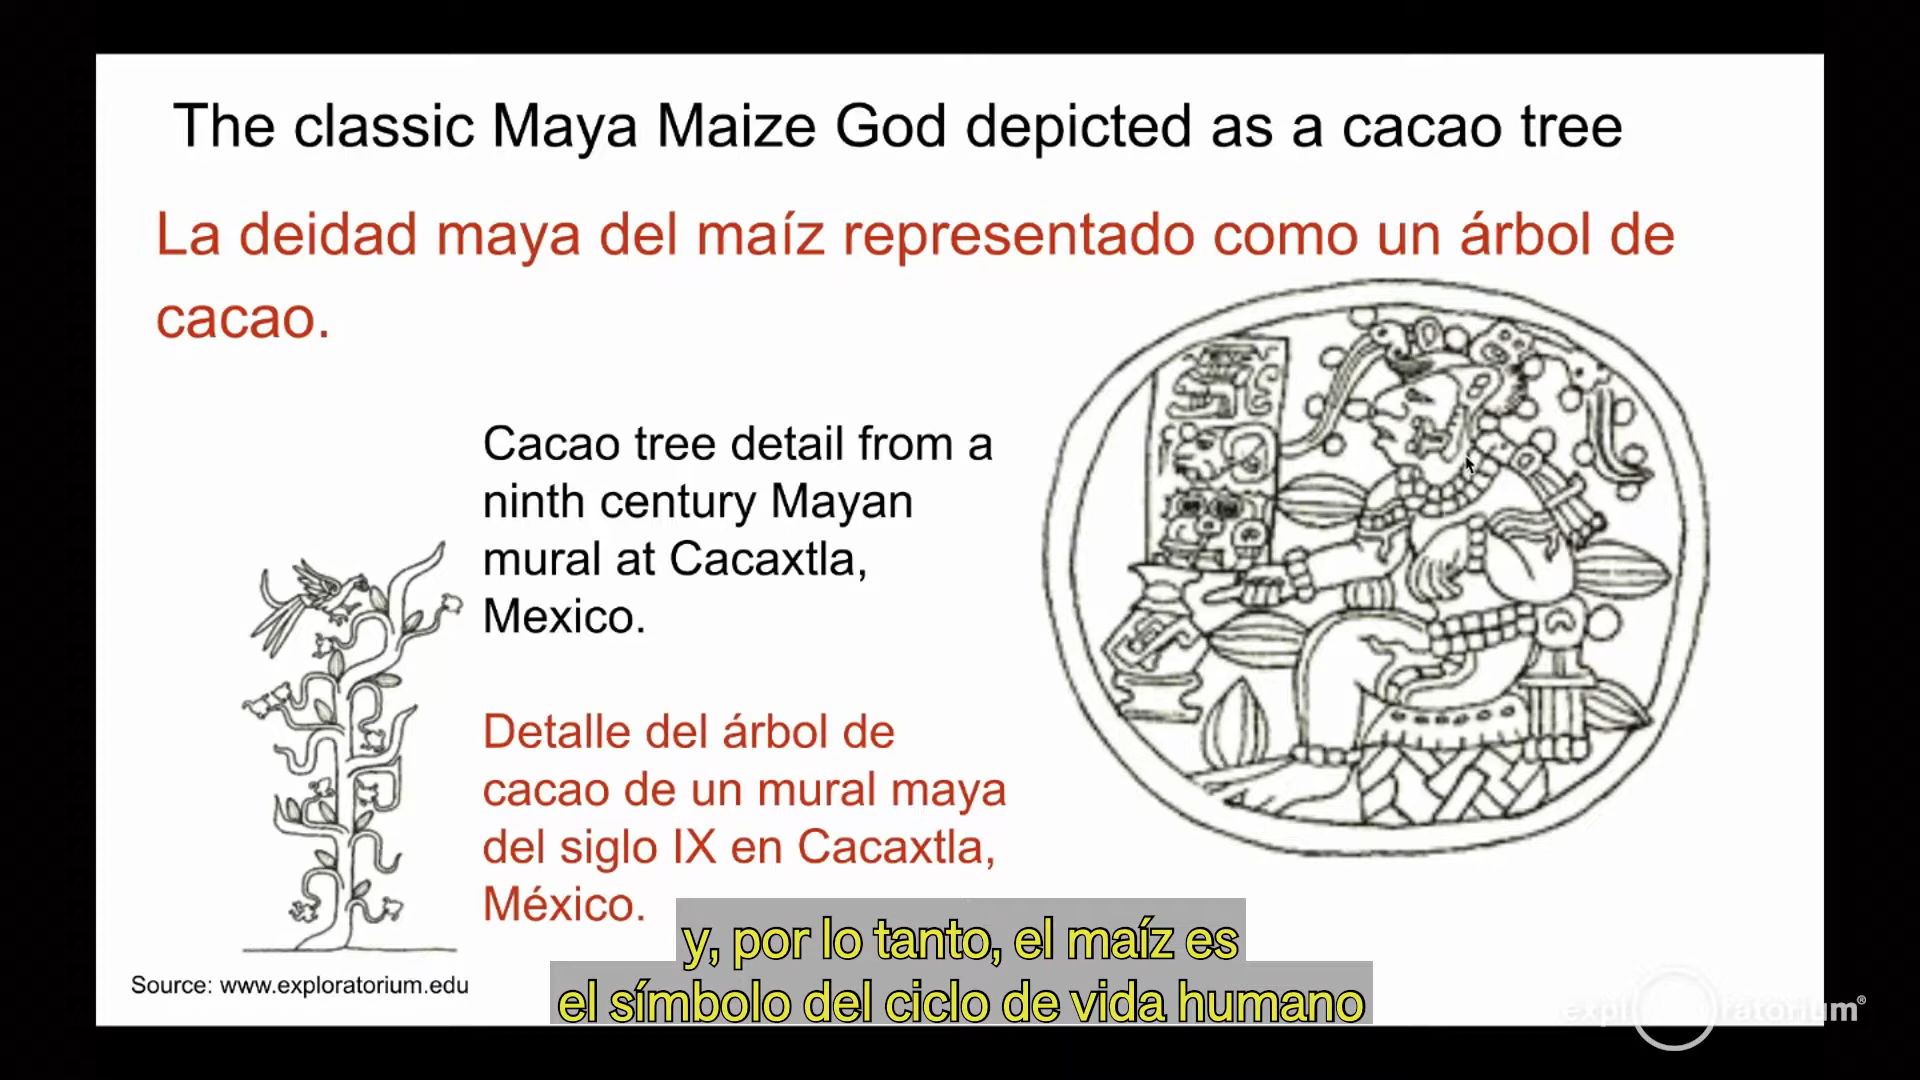 The classic Maya Maize God depicted as a cacao tree
La deidad maya del maíz representado como un árbol de
cacao.
Cacao tree detail from a
ninth century Mayan
mural at Cacaxtla,
Mexico.
Detalle del árbol de
cacao de un mural maya
del siglo IX en Cacaxtla,
México.
Source: www.exploratorium.edu
y, por lo tanto, el maíz es
el símbolo del ciclo de vida humano
exploratorium®